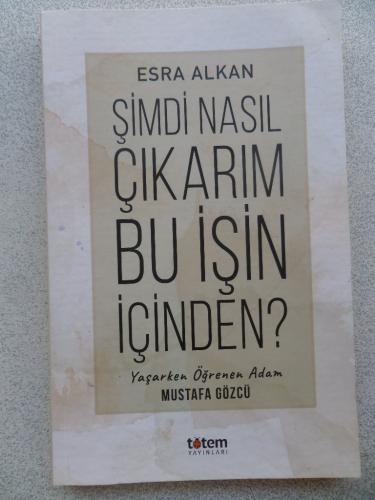 ESRA ALKAN
ŞİMDİ NASIL
ÇIKARIM
BU İŞİN
İÇİNDEN?
Yaşarken Öğrenen Adam
MUSTAFA GÖZCÜ
totem
YAYINLARI